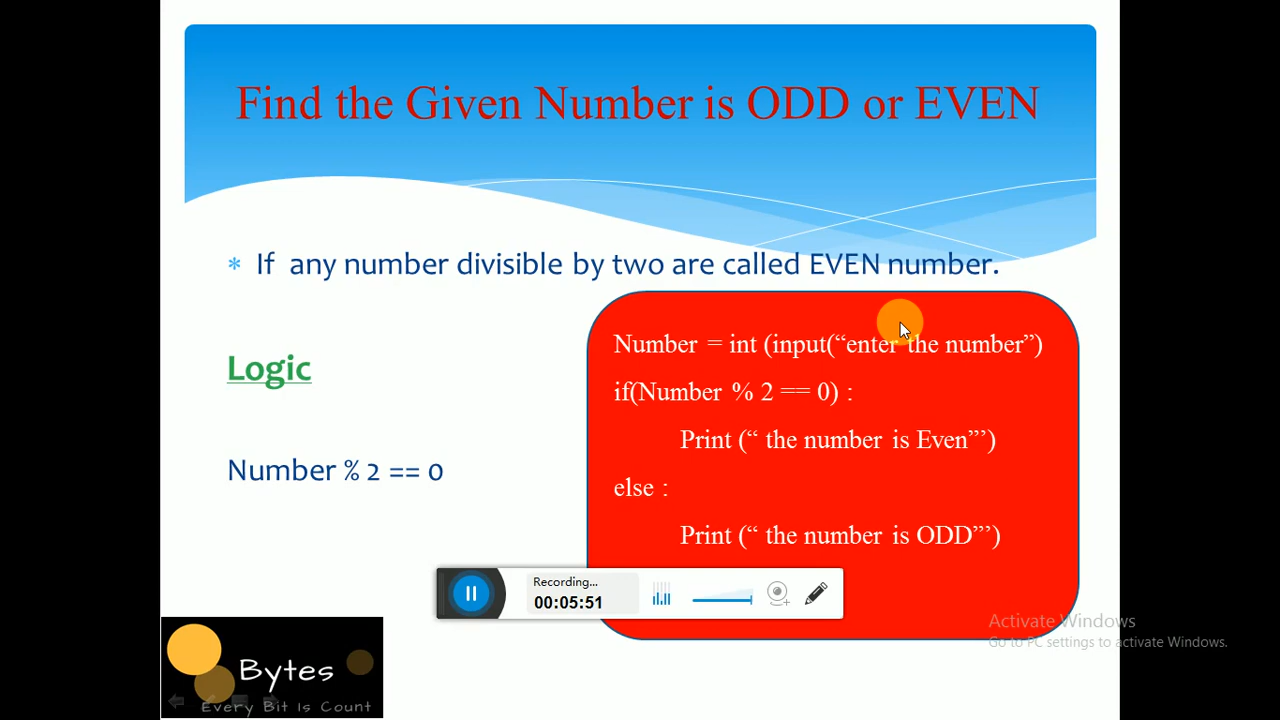 Find the Given Number is ODD or EVEN
* If any number divisible by two are called EVEN number.
Logic
Number % 2 == 0
Number = int (input(“enter the number”)
if(Number % 2 == 0) :
Print (“ the number is Even”’)
else :
Print (“ the number is ODD”’)
Recording...
00:05:51
Activate Windows
Go to PC settings to activate Windows.
Bytes
Every Bit Is Count